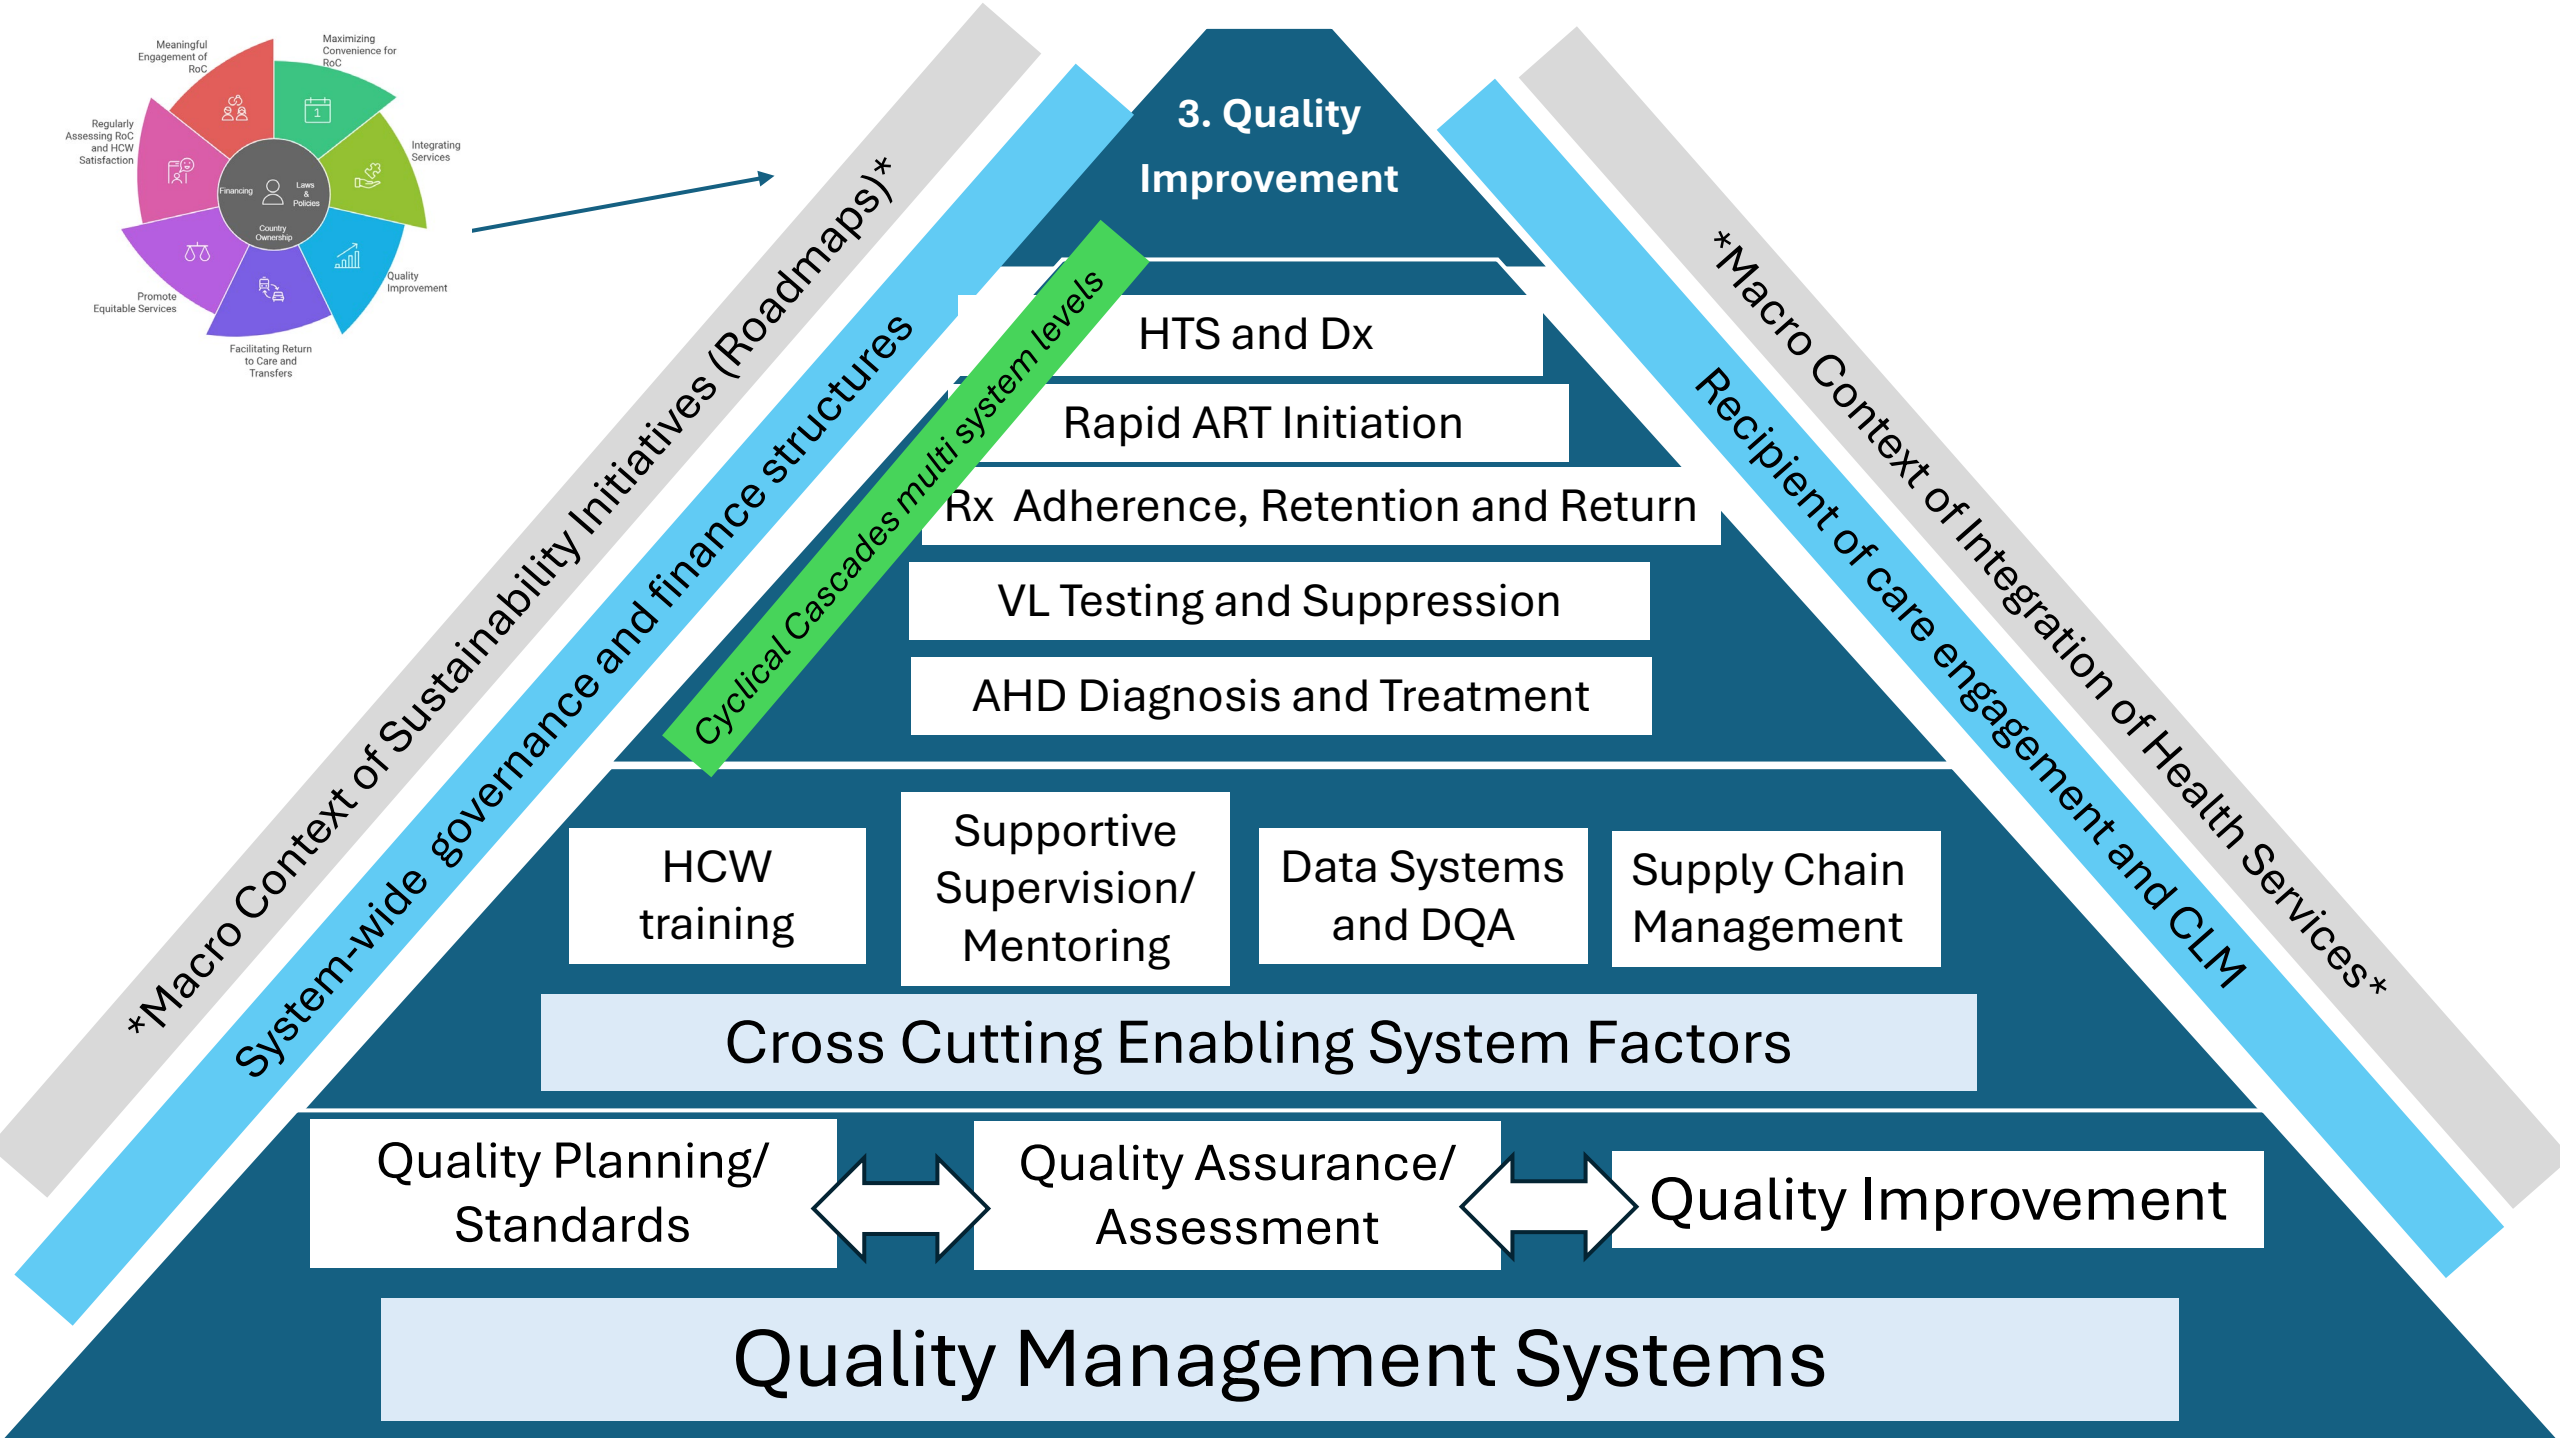 Meaningful
Engagement of
RoC
Maximizing
Convenience for
RoC
Regularly
Assessing RoC
and HCW
Satisfaction
Integrating
Services
1
Financing
Laws
&
Policies
Country
Ownership
Promote
Equitable Services
Quality
Improvement
Facilitating Return
to Care and
Transfers
*Macro Context of Sustainability Initiatives (Roadmaps)*
System-wide governance and finance structures
Cyclical Cascades multi system levels
3. Quality
Improvement
HTS and Dx
Rapid ART Initiation
Rx Adherence, Retention and Return
VL Testing and Suppression
AHD Diagnosis and Treatment
Recipient of care engagement and CLM
*Macro Context of Integration of Health Services*
HCW
training
Supportive
Supervision/
Mentoring
Data Systems
and DQA
Supply Chain
Management
Cross Cutting Enabling System Factors
Quality Planning/
Standards
Quality Assurance/
Assessment
Quality Improvement
Quality Management Systems